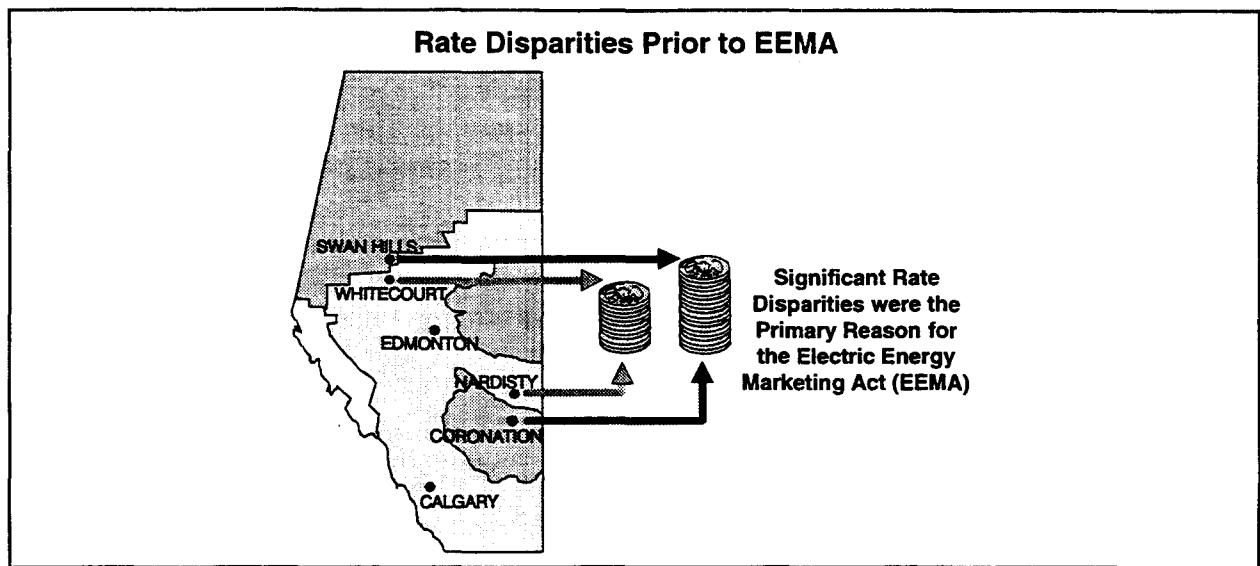 Rate Disparities Prior to EEMA
SWAN HILLS
WHITECOURT
EDMONTON
NARDISTY
CORONATION
CALGARY
Significant Rate
Disparities were the
Primary Reason for
the Electric Energy
Marketing Act (EEMA)